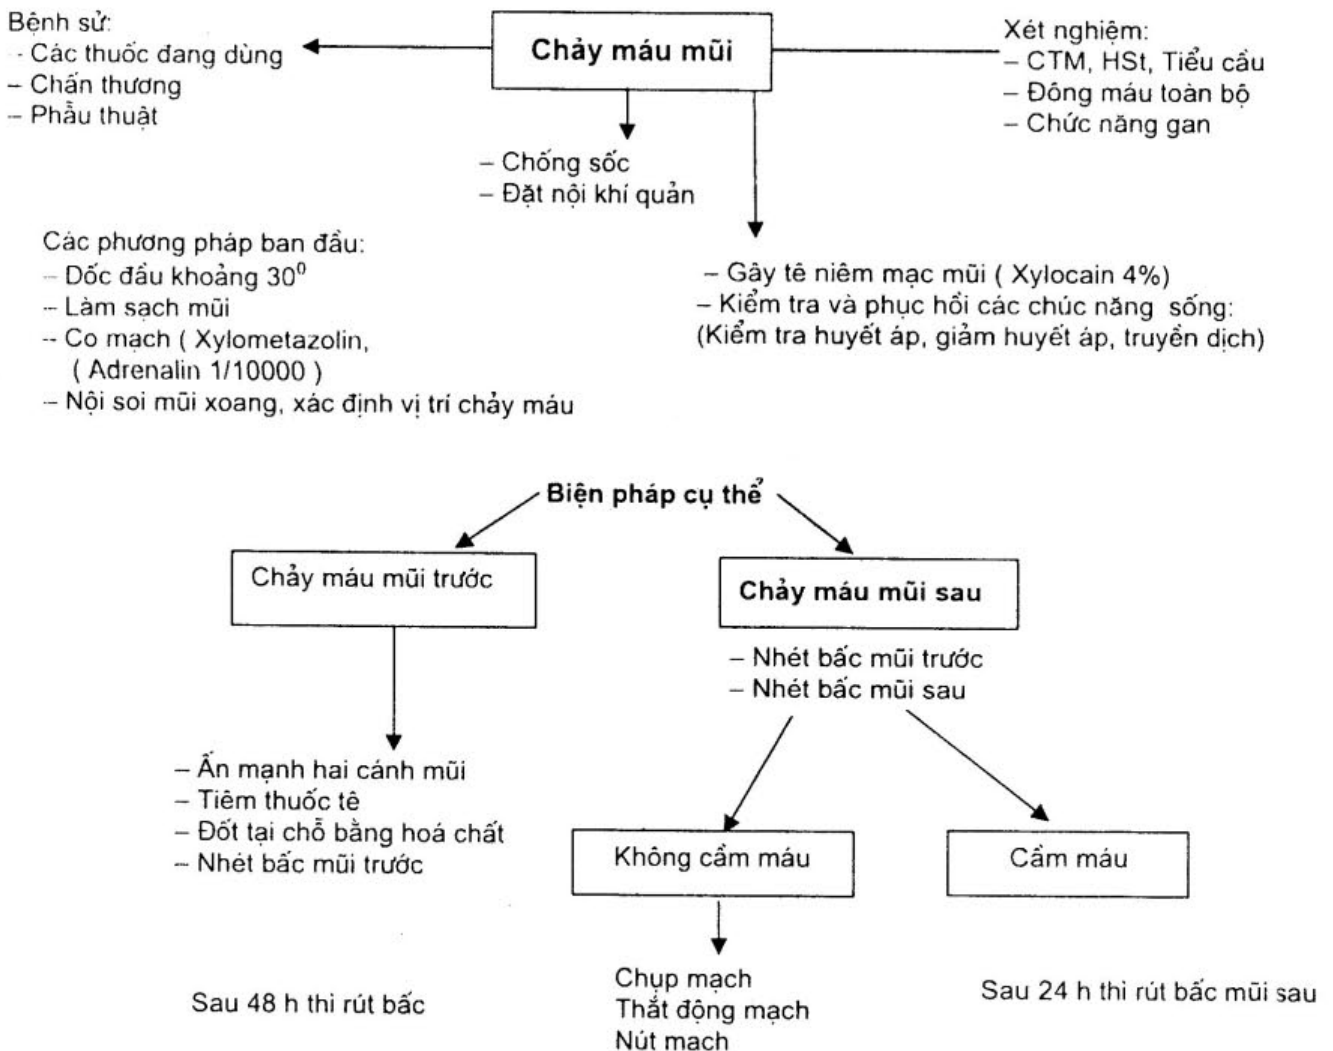 Chảy máu mũi
Bệnh sử:
– Các thuốc đang dùng
– Chấn thương
– Phẫu thuật
Xét nghiệm:
– CTM, HSt, Tiểu cầu
– Đông máu toàn bộ
– Chức năng gan
– Chống sốc
– Đặt nội khí quản
Các phương pháp ban đầu:
– Dốc đầu khoảng 30⁰
– Làm sạch mũi
– Co mạch ( Xylometazolin,
( Adrenalin 1/10000 )
– Nội soi mũi xoang, xác định vị trí chảy máu
– Gây tê niêm mạc mũi ( Xylocain 4%)
– Kiểm tra và phục hồi các chúc năng sống:
(Kiểm tra huyết áp, giảm huyết áp, truyền dịch)
Biện pháp cụ thể
Chảy máu mũi trước
Chảy máu mũi sau
– Nhét bấc mũi trước
– Nhét bấc mũi sau
– Ấn mạnh hai cánh mũi
– Tiêm thuốc tê
– Đốt tại chỗ bằng hoá chất
– Nhét bấc mũi trước
Không cầm máu
Cầm máu
Sau 48 h thì rút bấc
Chụp mạch
Thắt động mạch
Nút mạch
Sau 24 h thì rút bấc mũi sau